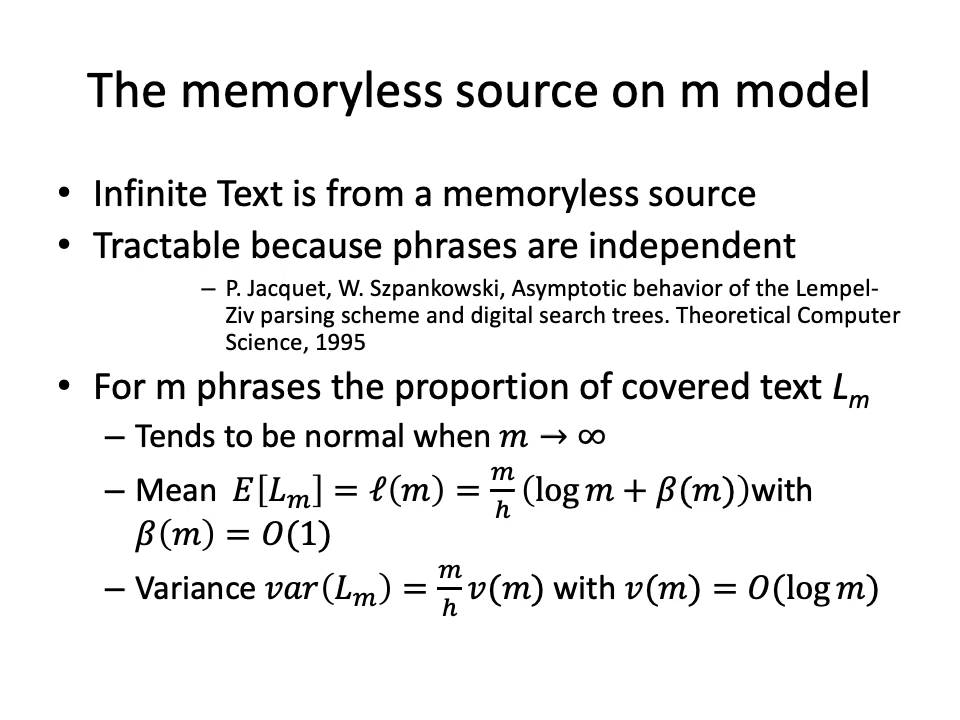 The memoryless source on m model
• Infinite Text is from a memoryless source
• Tractable because phrases are independent
– P. Jacquet, W. Szpankowski, Asymptotic behavior of the Lempel-
Ziv parsing scheme and digital search trees. Theoretical Computer
Science, 1995
• For m phrases the proportion of covered text Lₘ
– Tends to be normal when 𝑚 → ∞
– Mean 𝐸[𝐿ₘ] = ℓ(𝑚) = 𝑚/ℎ (log 𝑚 + 𝛽(𝑚)) with
𝛽(𝑚) = 𝑂(1)
– Variance 𝑣𝑎𝑟(𝐿ₘ) = 𝑚/ℎ 𝑣(𝑚) with 𝑣(𝑚) = 𝑂(log 𝑚)